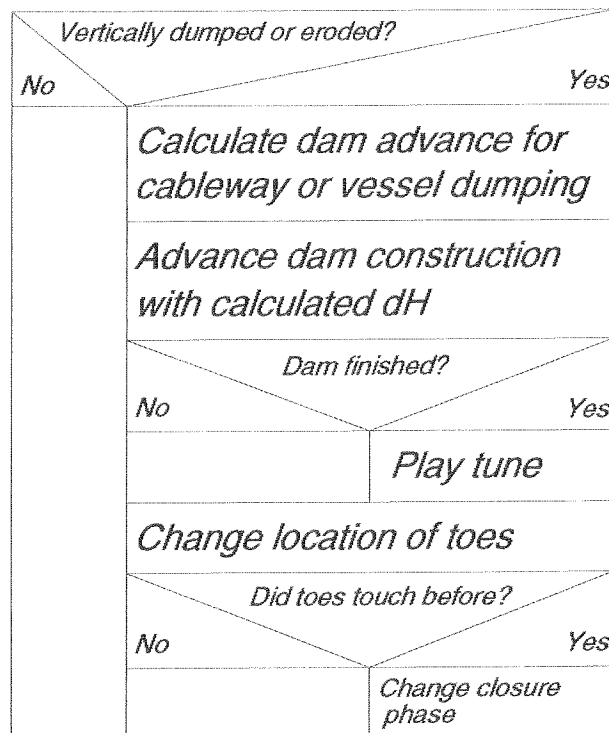 Vertically dumped or eroded?
No
Yes
Calculate dam advance for
cableway or vessel dumping
Advance dam construction
with calculated dH
Dam finished?
No
Yes
Play tune
Change location of toes
Did toes touch before?
No
Yes
Change closure
phase